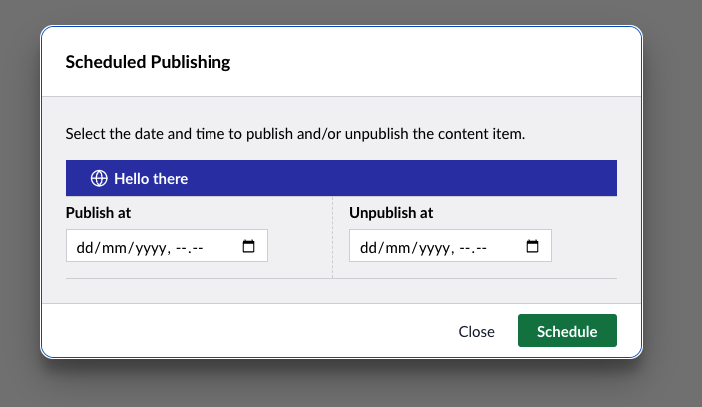 Scheduled Publishing
Select the date and time to publish and/or unpublish the content item.
Hello there
Publish at
Unpublish at
dd/mm/yyyy, --.--
dd/mm/yyyy, --.--
Close
Schedule